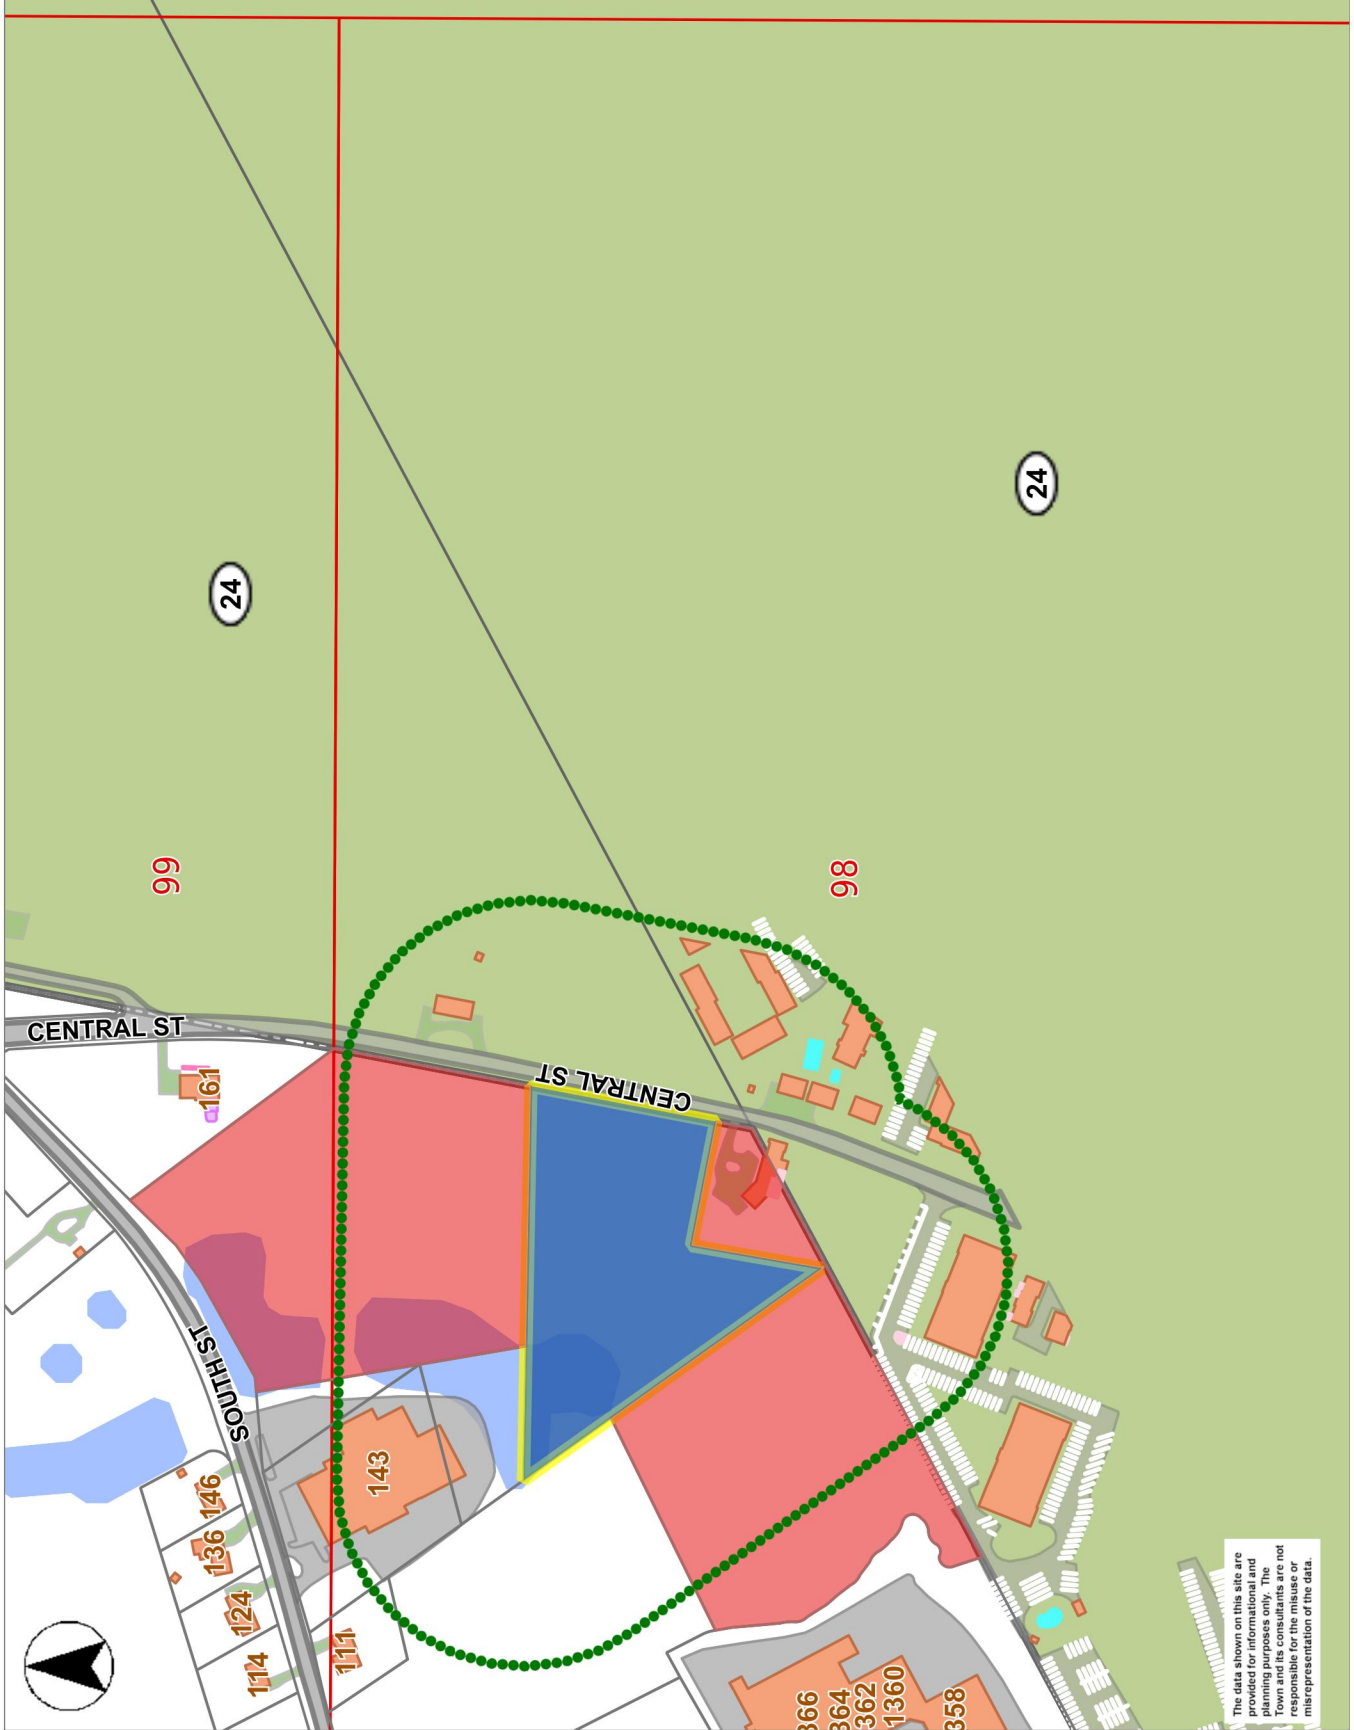 CENTRAL ST
SOUTH ST
CENTRAL ST
99
98
24
24
161
143
146
136
124
114
111
366
364
362
1360
358
The data shown on this site are
provided for informational and
planning purposes only. The
Town and its consultants are not
responsible for the misuse or
misrepresentation of the data.